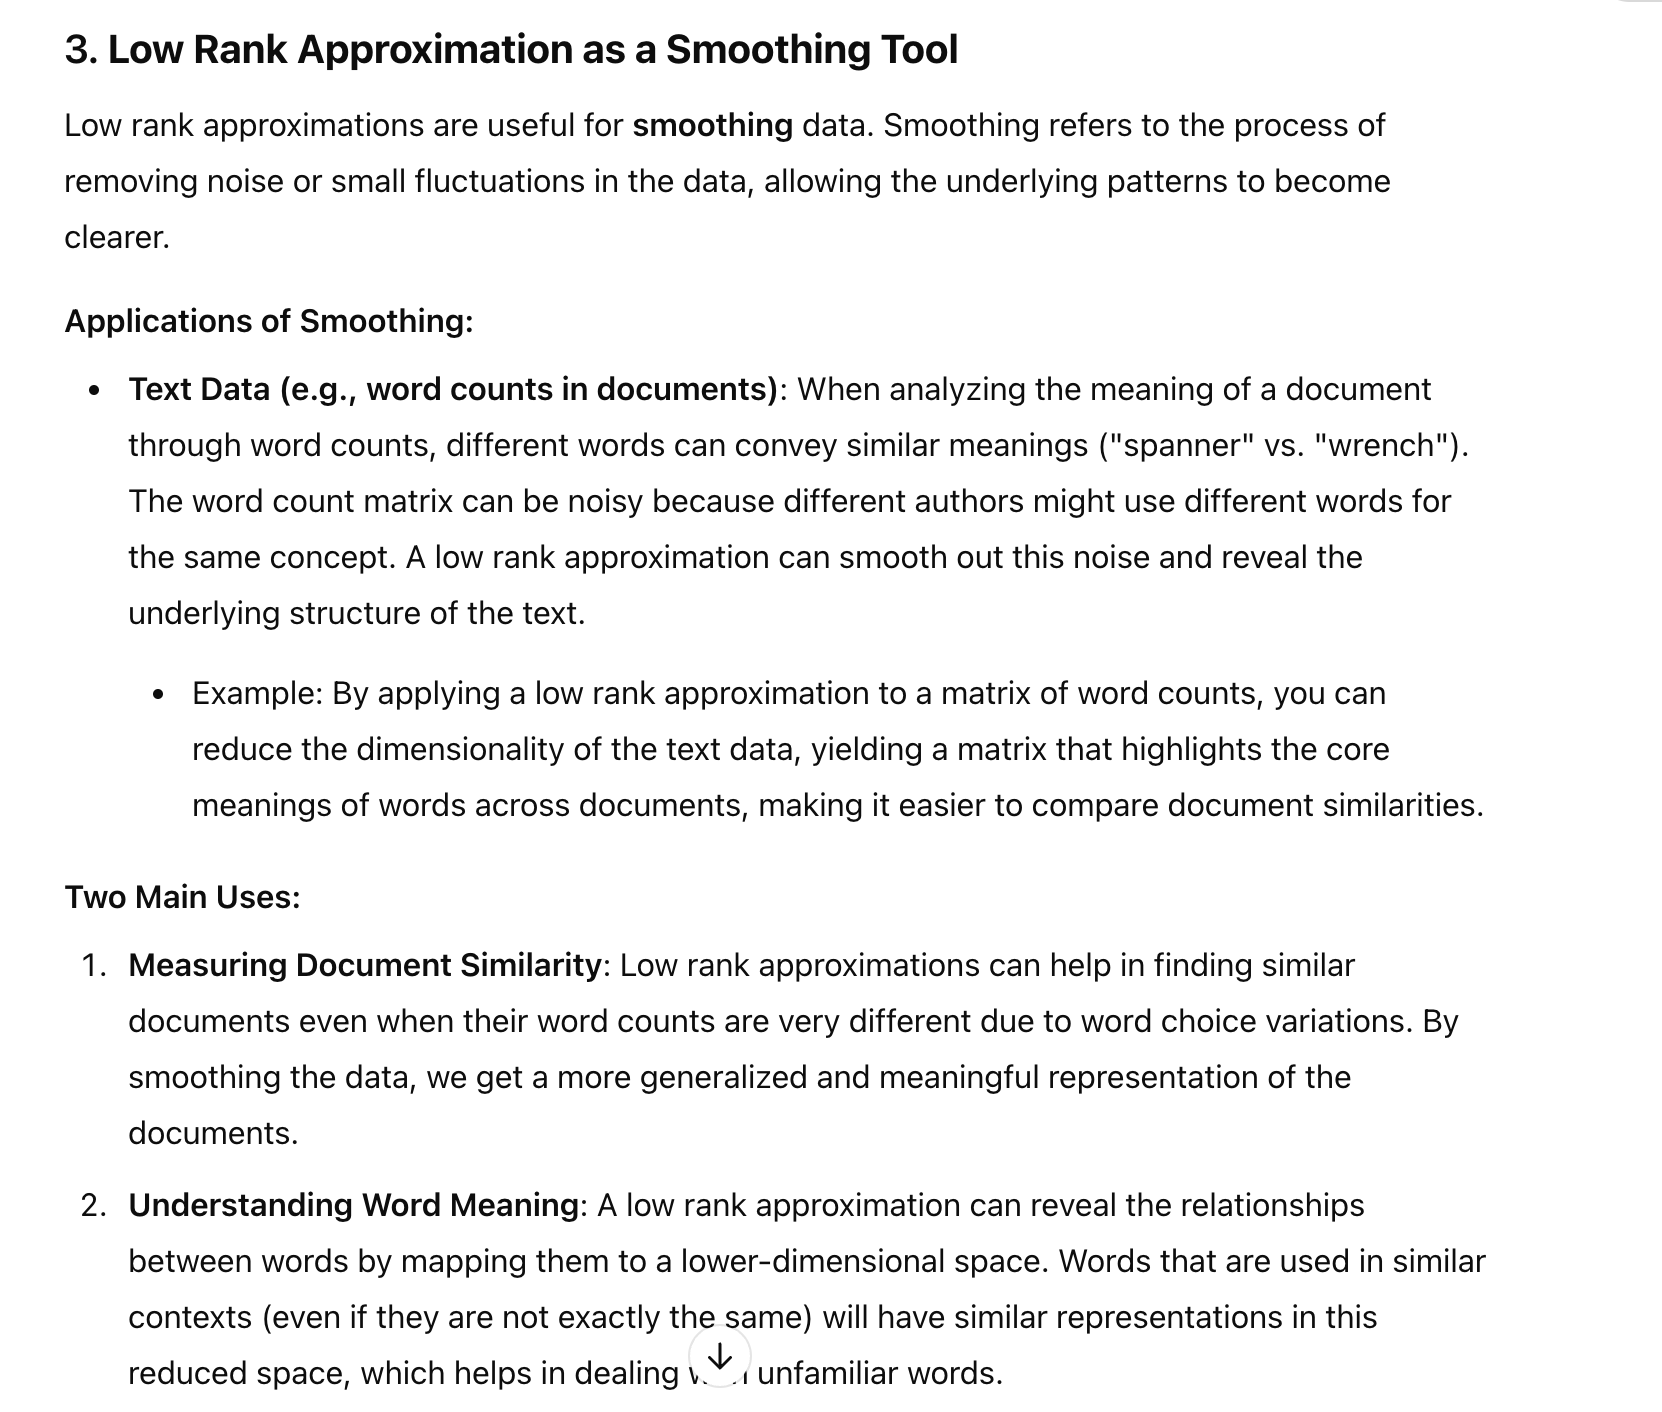 3. Low Rank Approximation as a Smoothing Tool
Low rank approximations are useful for smoothing data. Smoothing refers to the process of
removing noise or small fluctuations in the data, allowing the underlying patterns to become
clearer.
Applications of Smoothing:
• Text Data (e.g., word counts in documents): When analyzing the meaning of a document
through word counts, different words can convey similar meanings ("spanner" vs. "wrench").
The word count matrix can be noisy because different authors might use different words for
the same concept. A low rank approximation can smooth out this noise and reveal the
underlying structure of the text.
• Example: By applying a low rank approximation to a matrix of word counts, you can
reduce the dimensionality of the text data, yielding a matrix that highlights the core
meanings of words across documents, making it easier to compare document similarities.
Two Main Uses:
1. Measuring Document Similarity: Low rank approximations can help in finding similar
documents even when their word counts are very different due to word choice variations. By
smoothing the data, we get a more generalized and meaningful representation of the
documents.
2. Understanding Word Meaning: A low rank approximation can reveal the relationships
between words by mapping them to a lower-dimensional space. Words that are used in similar
contexts (even if they are not exactly the same) will have similar representations in this
reduced space, which helps in dealing unfamiliar words.